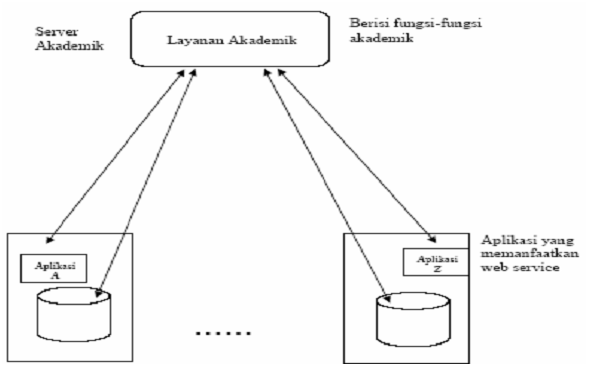 Server
Akademik
Layanan Akademik
Berisi fungsi-fungsi
akademik
Aplikasi
A
......
Aplikasi
Z
Aplikasi yang
memanfaatkan
web service